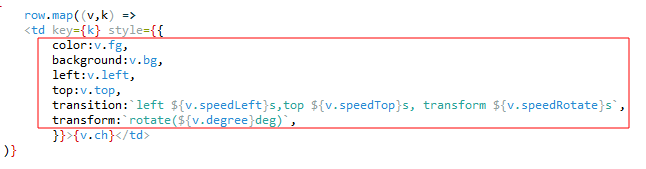 row.map((v,k) =>
<td key={k} style={{
color:v.fg,
background:v.bg,
left:v.left,
top:v.top,
transition:`left ${v.speedLeft}s,top ${v.speedTop}s, transform ${v.speedRotate}s`,
transform:`rotate(${v.degree}deg)`,
}}>{v.ch}</td>
)}